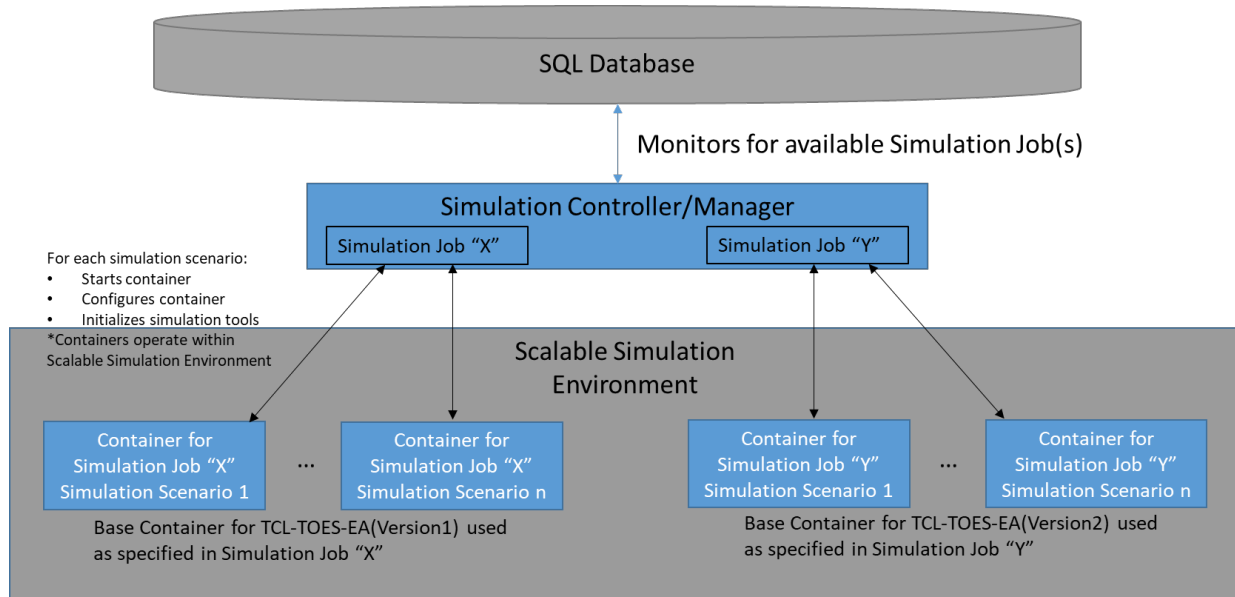 SQL Database
Monitors for available Simulation Job(s)
Simulation Controller/Manager
Simulation Job “X”
Simulation Job “Y”
For each simulation scenario:
• Starts container
• Configures container
• Initializes simulation tools
*Containers operate within
Scalable Simulation Environment
Scalable Simulation
Environment
Container for
Simulation Job “X”
Simulation Scenario 1
...
Container for
Simulation Job “X”
Simulation Scenario n
Container for
Simulation Job “Y”
Simulation Scenario 1
...
Container for
Simulation Job “Y”
Simulation Scenario n
Base Container for TCL-TOES-EA(Version1) used
as specified in Simulation Job “X”
Base Container for TCL-TOES-EA(Version2) used
as specified in Simulation Job “Y”